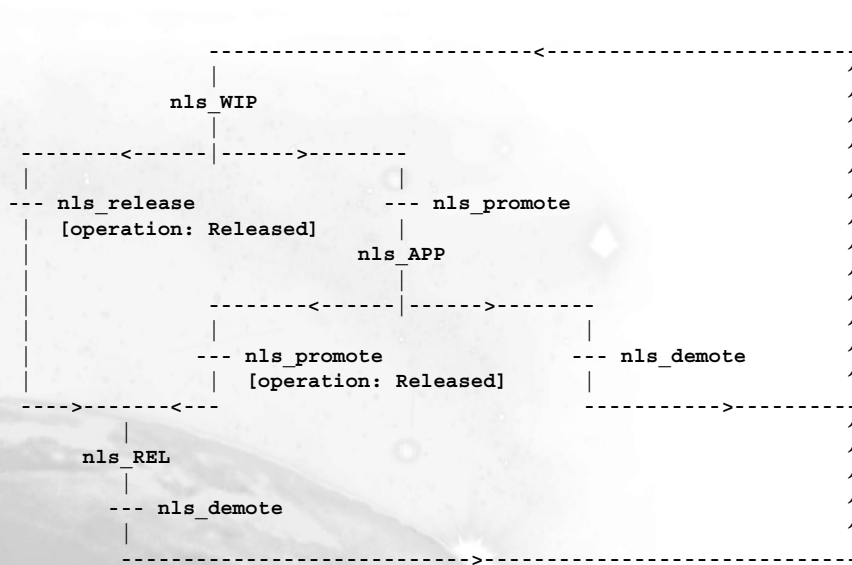 nls_WIP
--- nls_release --- nls_promote
[operation: Released]
nls_APP
--- nls_promote --- nls_demote
[operation: Released]
nls_REL
--- nls_demote